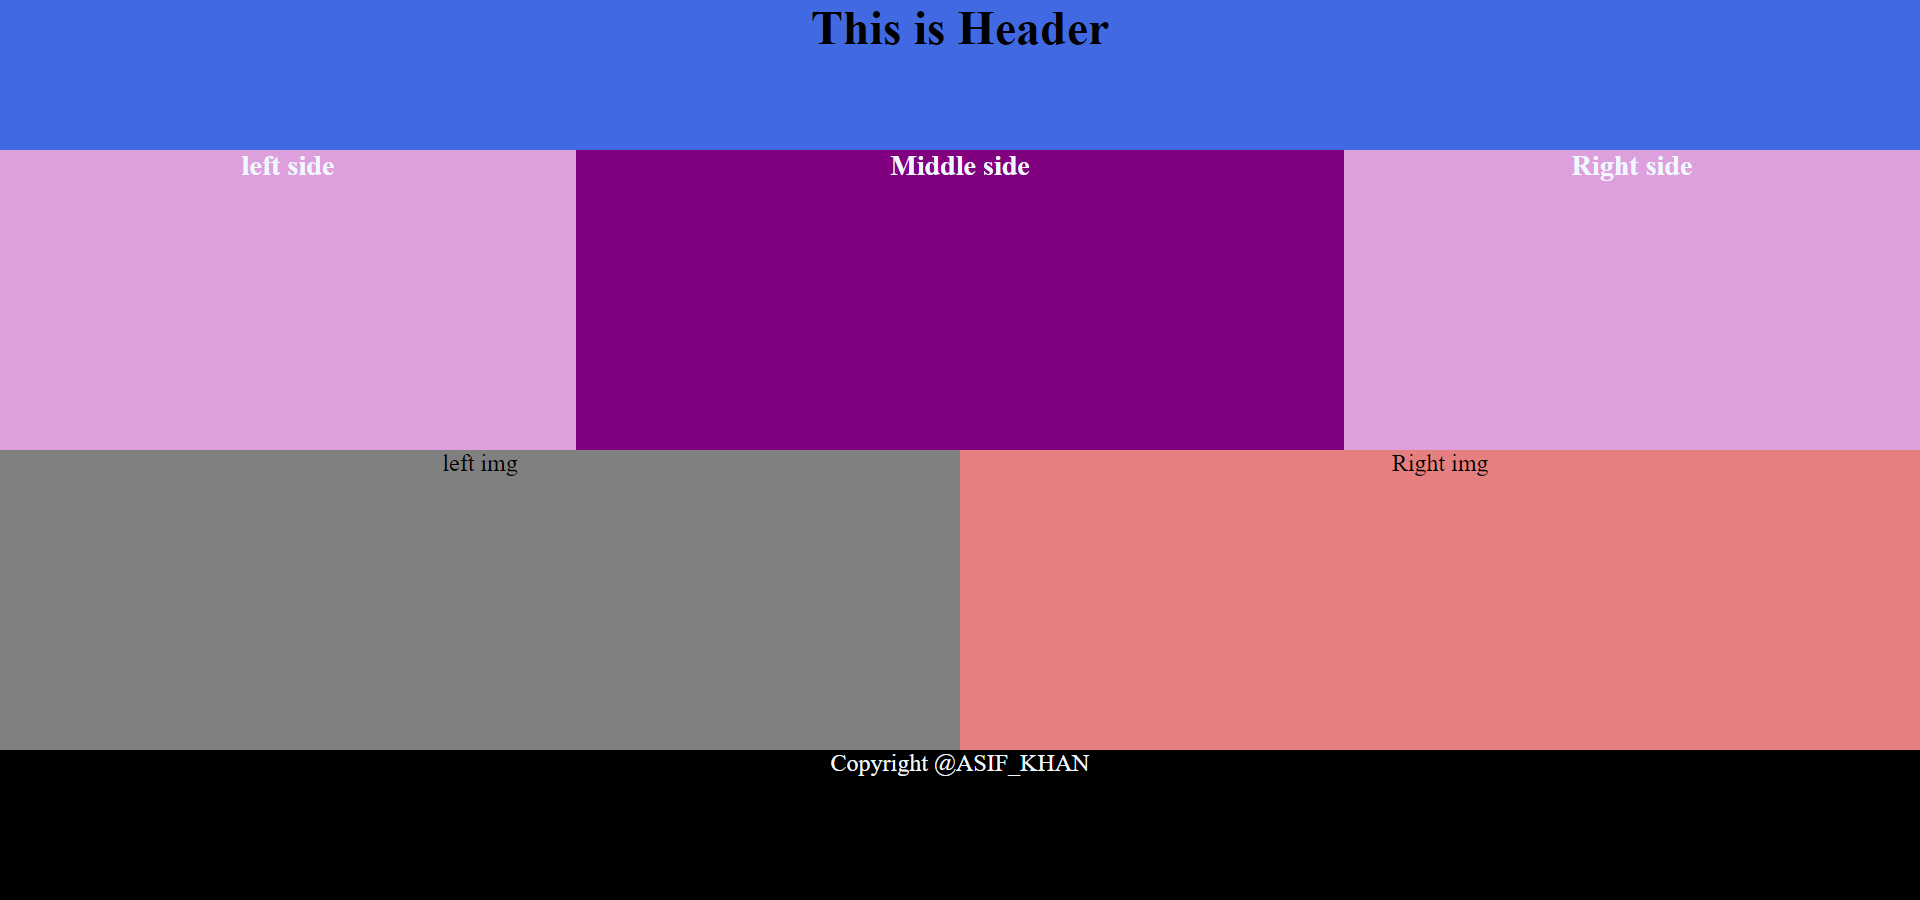 This is Header
left side
Middle side
Right side
left img
Right img
Copyright @ASIF_KHAN